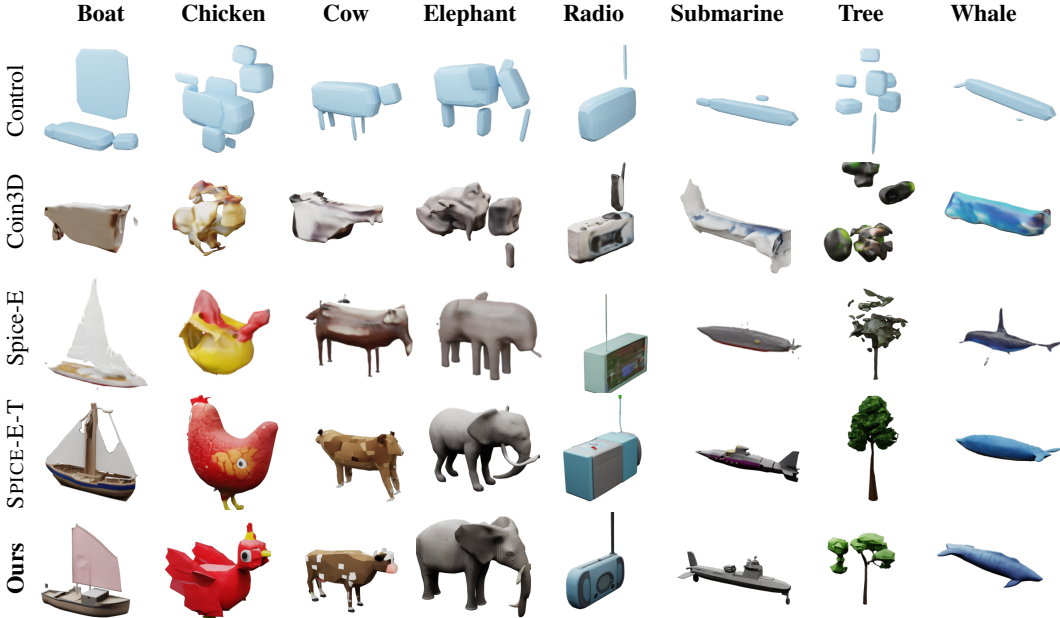 Boat Chicken Cow Elephant Radio Submarine Tree Whale
Control
Coin3D
Spice-E
SPICE-E-T
Ours